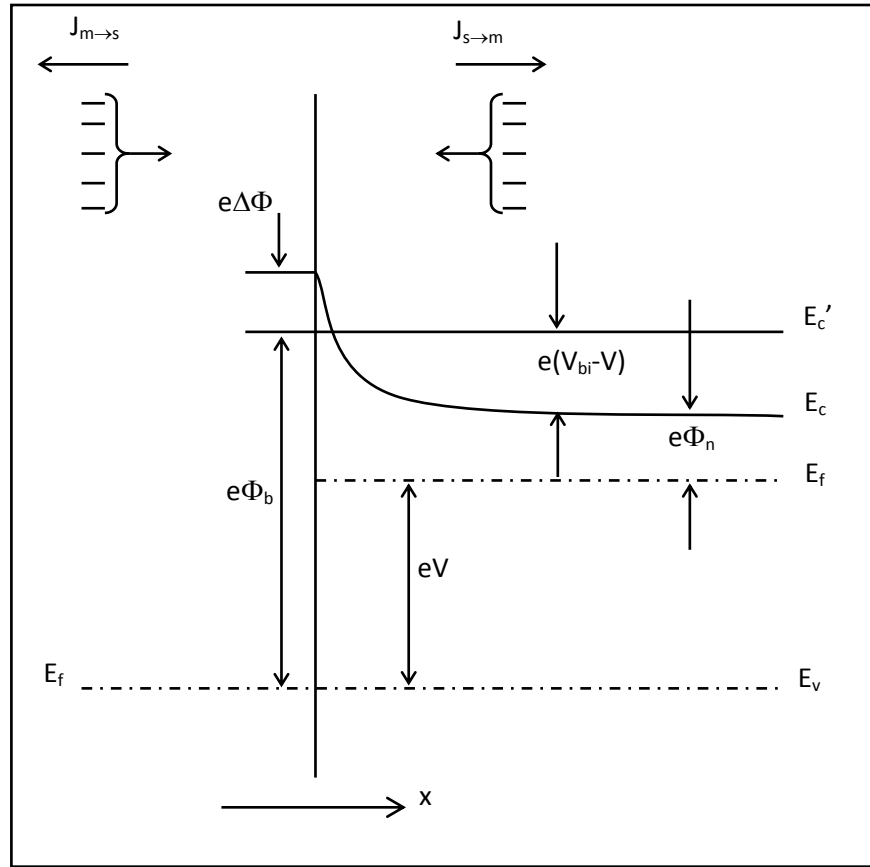 J_{m→s}
J_{s→m}
eΔΦ
E_c'
e(V_{bi}-V)
E_c
eΦ_n
E_f
eΦ_b
eV
E_f
E_v
x